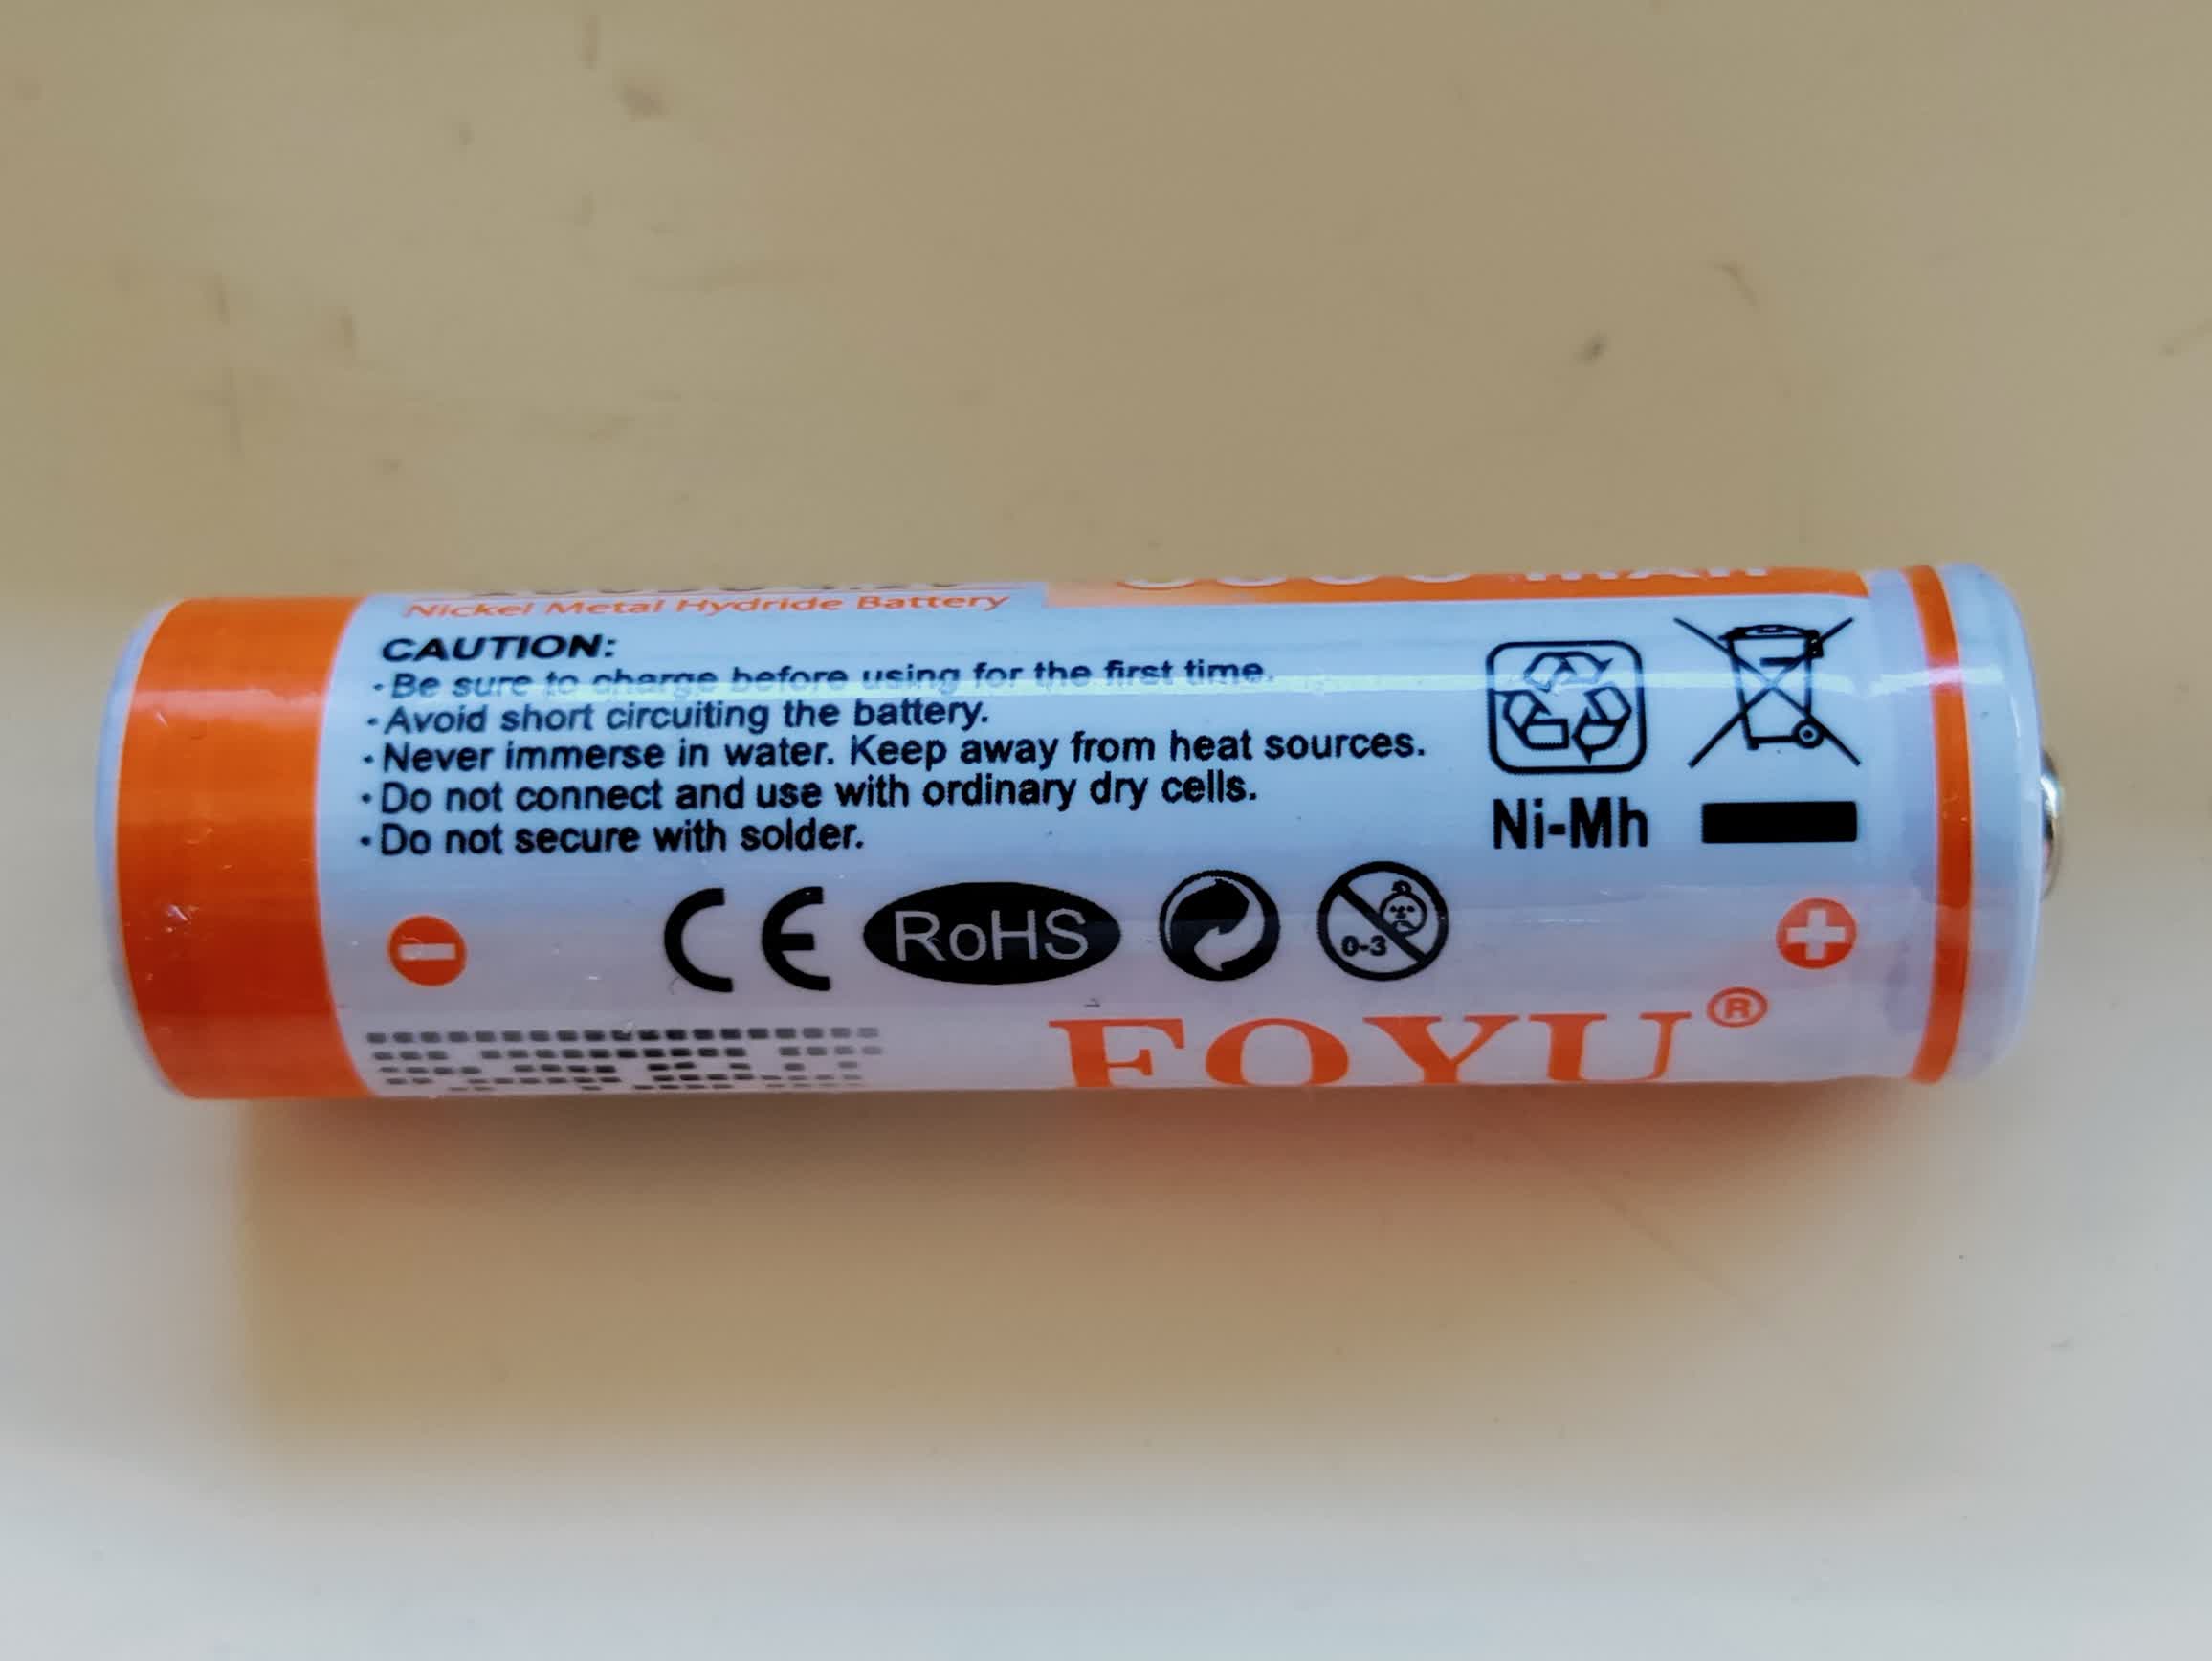 mAh
Nickel Metal Hydride Battery
CAUTION:
·Be sure to charge before using for the first time.
·Avoid short circuiting the battery.
·Never immerse in water. Keep away from heat sources.
·Do not connect and use with ordinary dry cells.
·Do not secure with solder.
Ni-Mh
CE RoHS 0-3
FOYU®